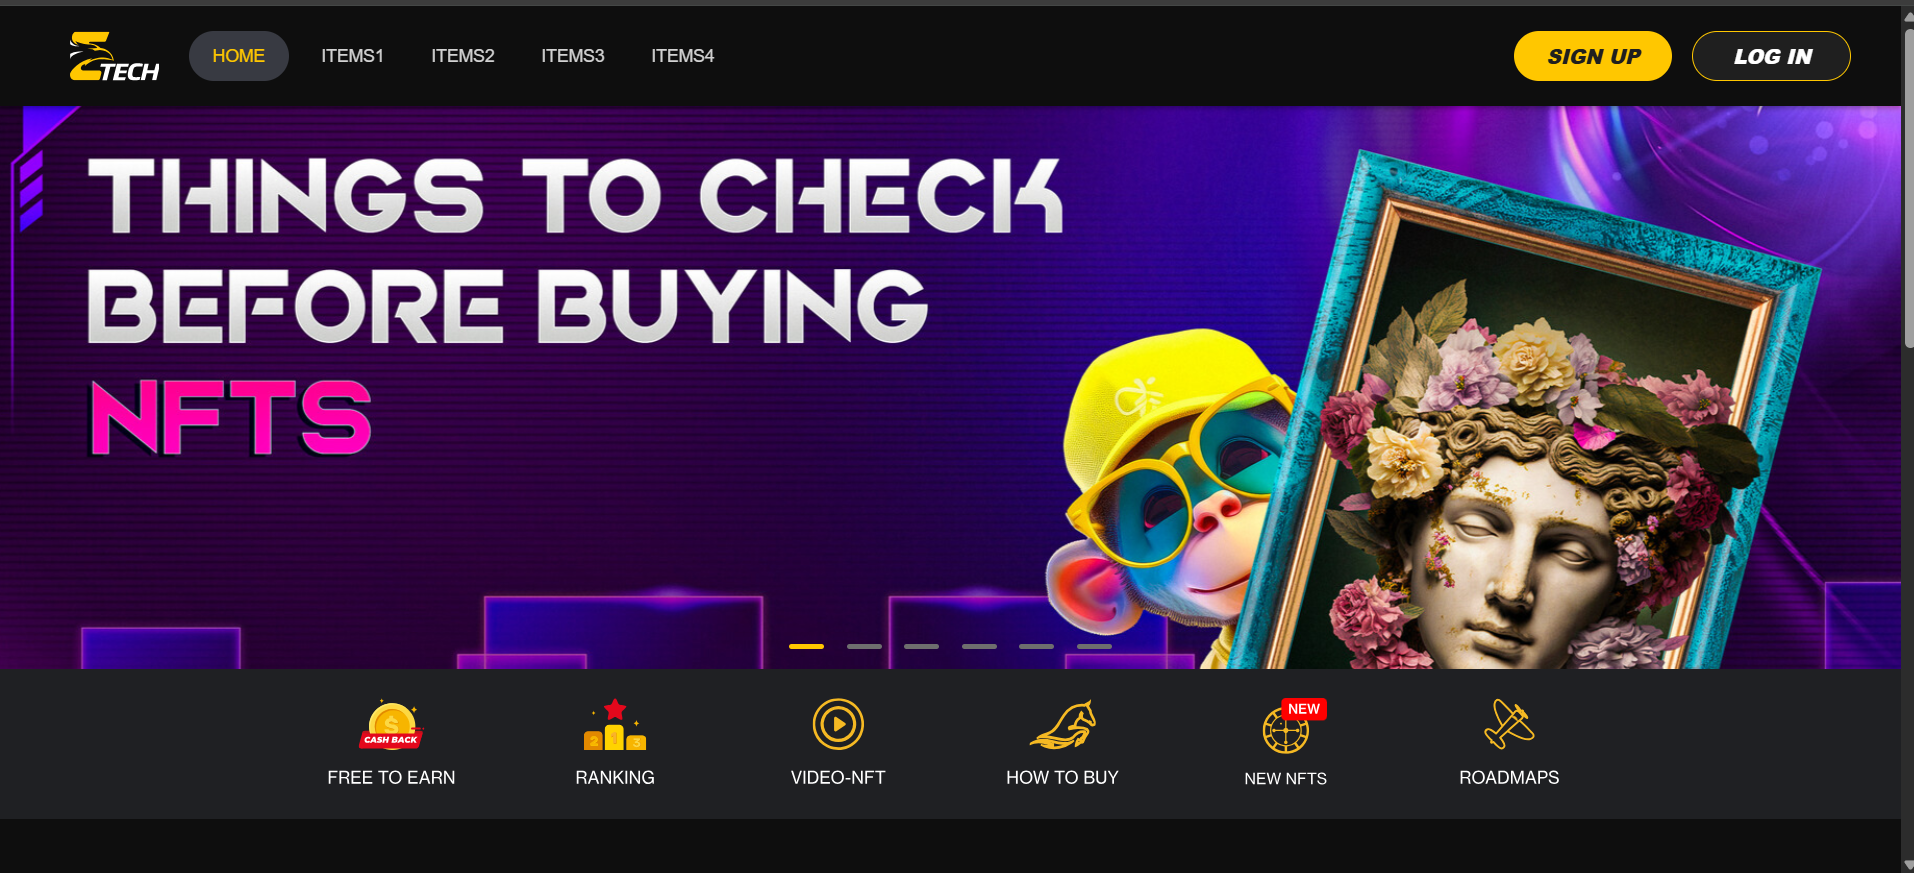 TECH
HOME
ITEMS1
ITEMS2
ITEMS3
ITEMS4
SIGN UP
LOG IN
THINGS TO CHECK
BEFORE BUYING
NFTS
$
CASH BACK
FREE TO EARN
2 1 3
RANKING
VIDEO-NFT
HOW TO BUY
NEW
NEW NFTS
ROADMAPS